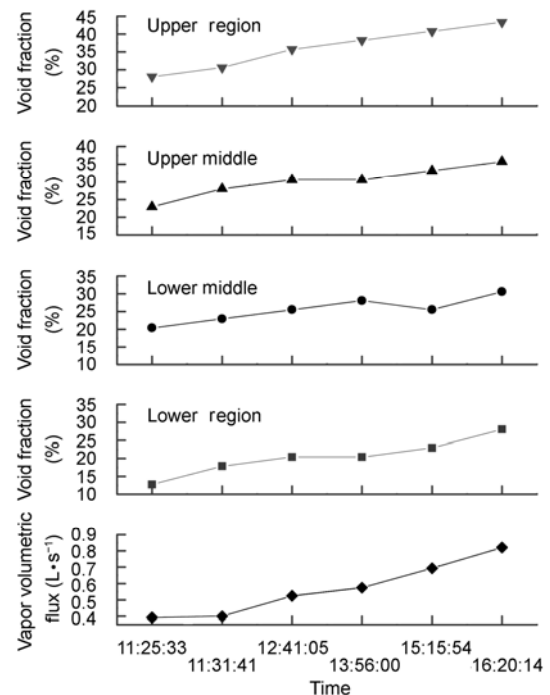 Upper region
Void fraction
(%)
45
40
35
30
25
20
Upper middle
Void fraction
(%)
40
35
30
25
20
15
Lower middle
Void fraction
(%)
35
30
25
20
15
10
Lower region
Void fraction
(%)
35
30
25
20
15
10
Vapor volumetric
flux (L•s⁻¹)
0.9
0.8
0.7
0.6
0.5
0.4
11:25:33 12:41:05 15:15:54
11:31:41 13:56:00 16:20:14
Time